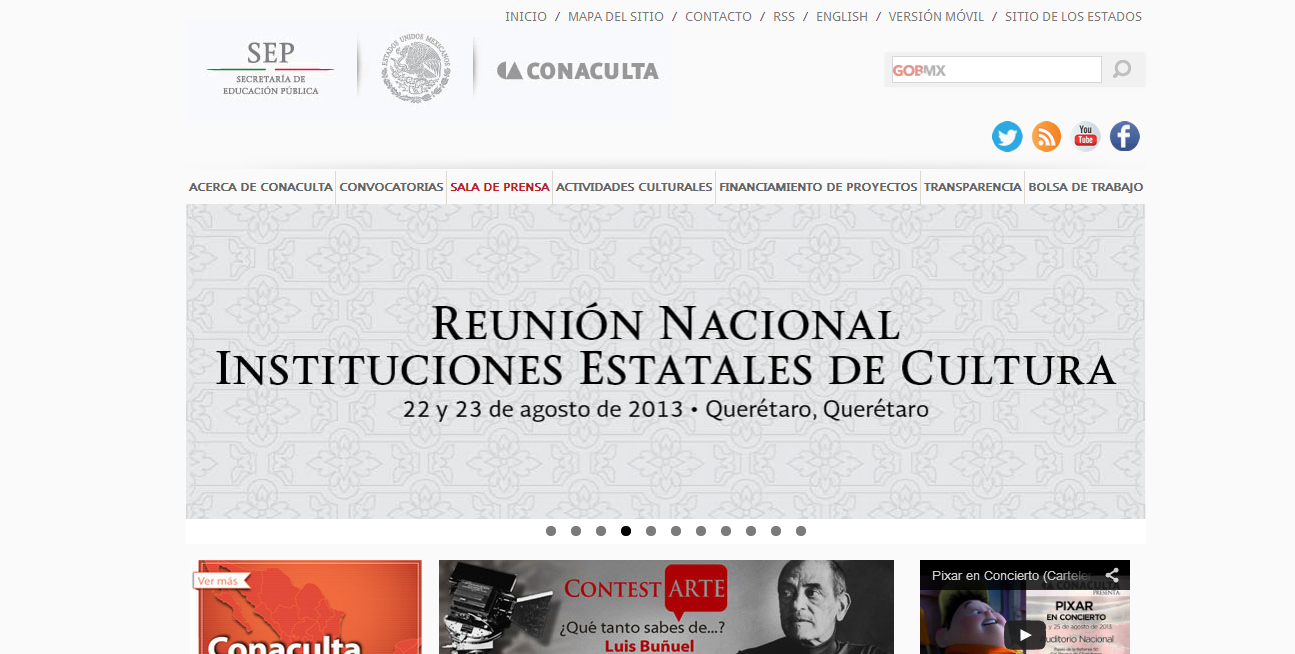 INICIO / MAPA DEL SITIO / CONTACTO / RSS / ENGLISH / VERSIÓN MÓVIL / SITIO DE LOS ESTADOS
SEP
SECRETARÍA DE
EDUCACIÓN PÚBLICA
ESTADOS UNIDOS MEXICANOS
CONACULTA
GOBMX
You
Tube
ACERCA DE CONACULTA
CONVOCATORIAS
SALA DE PRENSA
ACTIVIDADES CULTURALES
FINANCIAMIENTO DE PROYECTOS
TRANSPARENCIA
BOLSA DE TRABAJO
REUNIÓN NACIONAL
INSTITUCIONES ESTATALES DE CULTURA
22 y 23 de agosto de 2013 • Querétaro, Querétaro
Ver más
Conaculta
CONTEST ARTE
¿Qué tanto sabes de...?
Luis Buñuel
Pixar en Concierto (Cartele
CONACULTA
PRESENTA:
PIXAR
EN CONCIERTO
y 25 de agosto de 2013
Auditorio Nacional